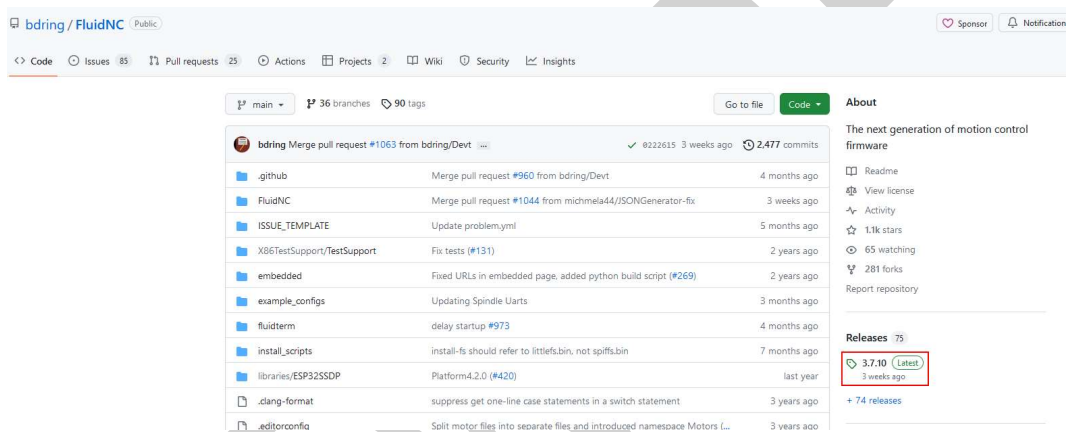 bdring / FluidNC Public
Sponsor Notification
Code Issues 85 Pull requests 25 Actions Projects 2 Wiki Security Insights
main 36 branches 90 tags Go to file Code
About
The next generation of motion control
firmware
bdring Merge pull request #1063 from bdring/Devt ... 0222615 3 weeks ago 2,477 commits
.github Merge pull request #960 from bdring/Devt 4 months ago
FluidNC Merge pull request #1044 from michmela44/JSONGenerator-fix 3 weeks ago
ISSUE_TEMPLATE Update problem.yml 5 months ago
X86TestSupport/TestSupport Fix tests (#131) 2 years ago
embedded Fixed URLs in embedded page, added python build script (#269) 2 years ago
example_configs Updating Spindle Uarts 3 months ago
fluidterm delay startup #973 4 months ago
install_scripts install-fs should refer to littlefs.bin, not spiffs.bin 7 months ago
libraries/ESP32SSDP Platform4.2.0 (#420) last year
.clang-format suppress get one-line case statements in a switch statement 3 years ago
.editorconfig Split motor files into separate files and introduced namespace Motors (... 3 years ago
Readme
View license
Activity
1.1k stars
65 watching
281 forks
Report repository
Releases 75
3.7.10 Latest
3 weeks ago
+ 74 releases